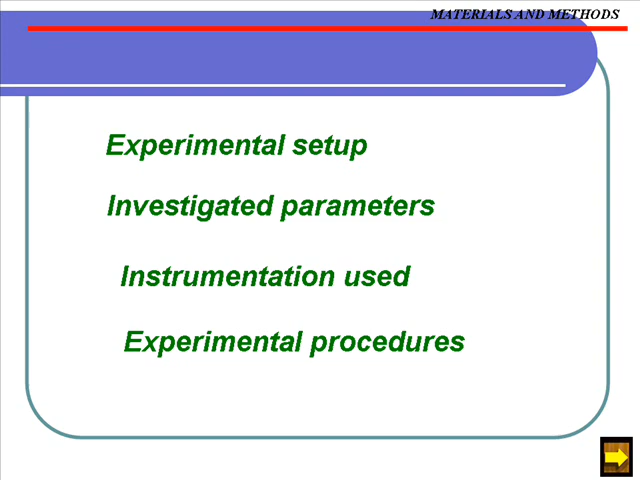 MATERIALS AND METHODS
Experimental setup
Investigated parameters
Instrumentation used
Experimental procedures